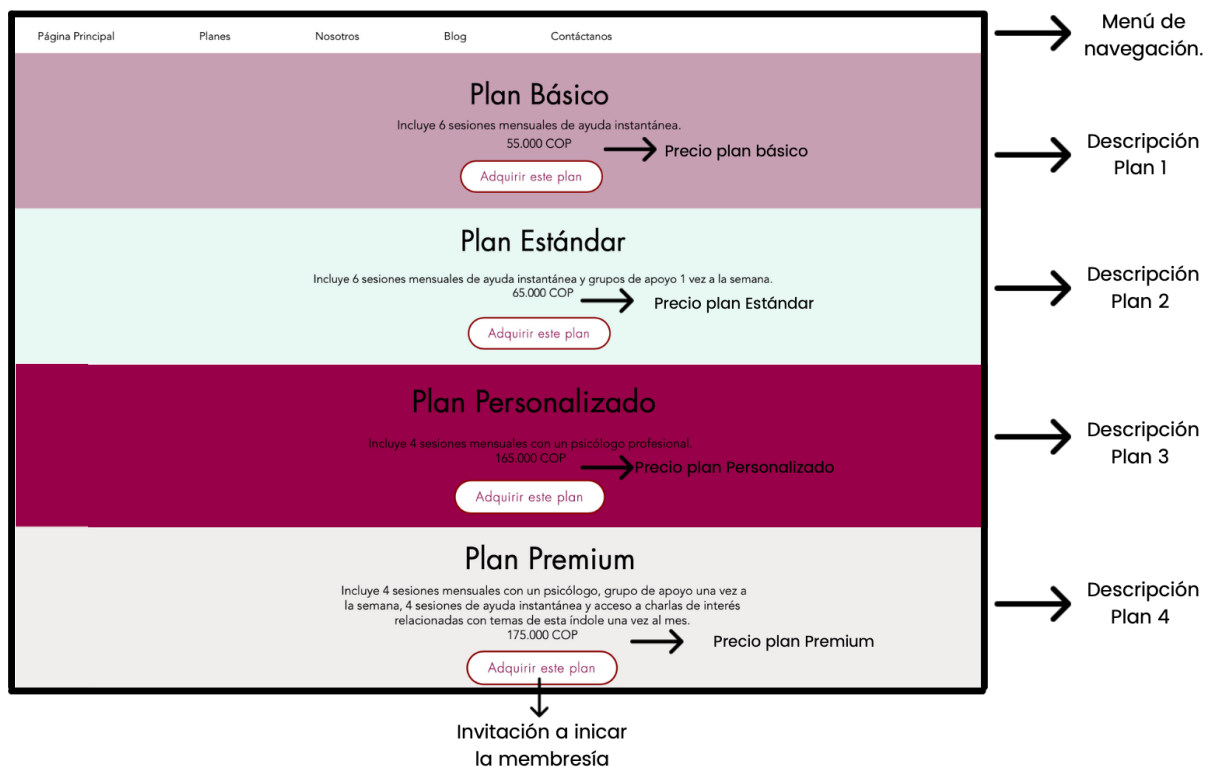 Página Principal Planes Nosotros Blog Contáctanos
Menú de
navegación.
Plan Básico
Incluye 6 sesiones mensuales de ayuda instantánea.
55.000 COP
Precio plan básico
Adquirir este plan
Descripción
Plan 1
Plan Estándar
Incluye 6 sesiones mensuales de ayuda instantánea y grupos de apoyo 1 vez a la semana.
65.000 COP
Precio plan Estándar
Adquirir este plan
Descripción
Plan 2
Plan Personalizado
Incluye 4 sesiones mensuales con un psicólogo profesional.
165.000 COP
Precio plan Personalizado
Adquirir este plan
Descripción
Plan 3
Plan Premium
Incluye 4 sesiones mensuales con un psicólogo, grupo de apoyo una vez a
la semana, 4 sesiones de ayuda instantánea y acceso a charlas de interés
relacionadas con temas de esta índole una vez al mes.
175.000 COP
Precio plan Premium
Adquirir este plan
Descripción
Plan 4
Invitación a inicar
la membresía